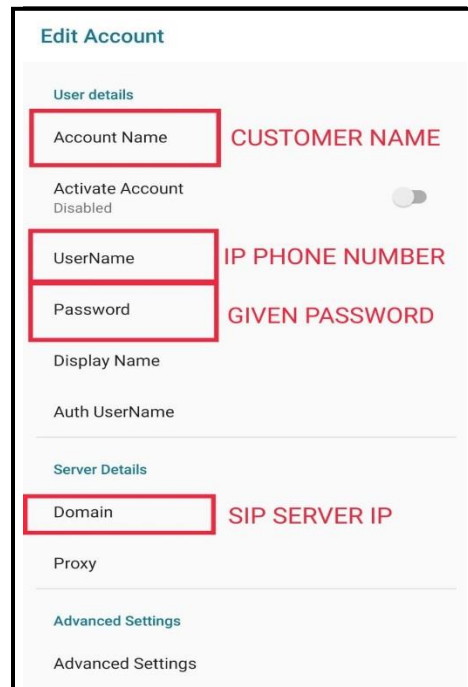 Edit Account
User details
Account Name CUSTOMER NAME
Activate Account
Disabled
UserName IP PHONE NUMBER
Password GIVEN PASSWORD
Display Name
Auth UserName
Server Details
Domain SIP SERVER IP
Proxy
Advanced Settings
Advanced Settings